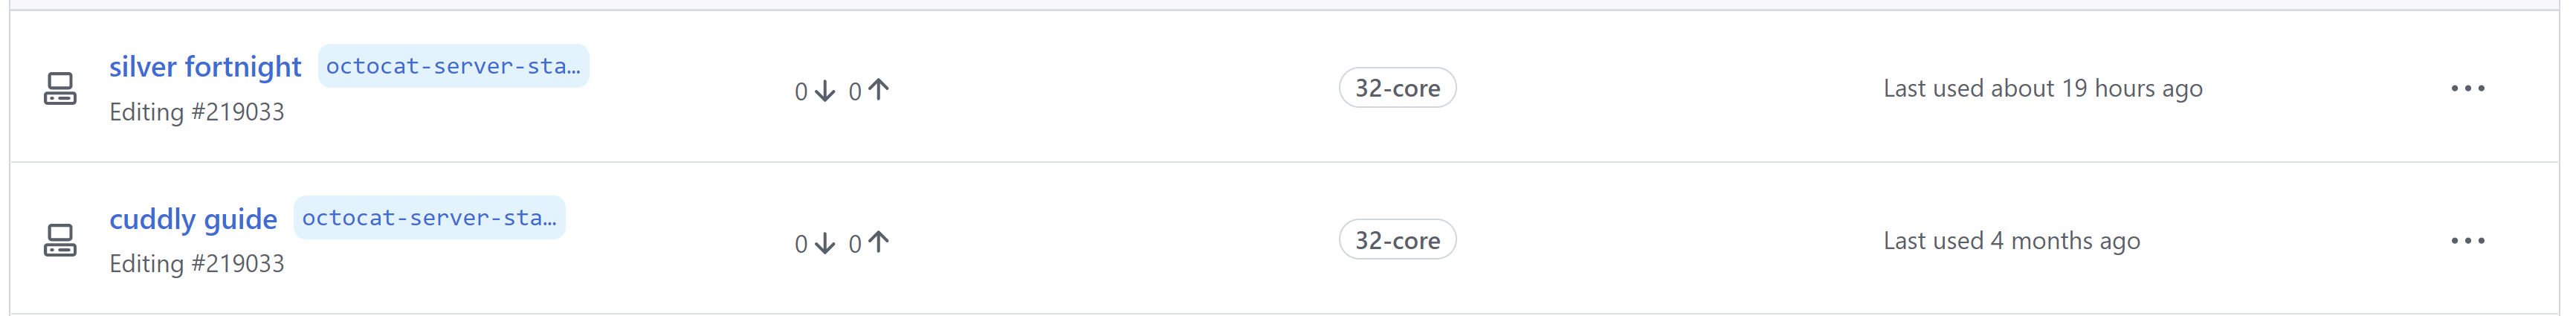 silver fortnight octocat-server-sta...
Editing #219033
0 0
32-core
Last used about 19 hours ago
cuddly guide octocat-server-sta...
Editing #219033
0 0
32-core
Last used 4 months ago